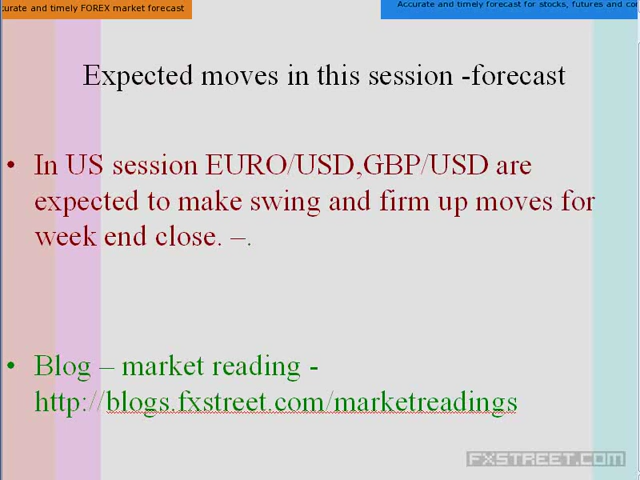 curate and timely FOREX market forecast
Accurate and timely forecast for stocks, futures and co
Expected moves in this session -forecast
• In US session EURO/USD,GBP/USD are
expected to make swing and firm up moves for
week end close. –.
• Blog – market reading -
http://blogs.fxstreet.com/marketreadings
FXSTREET.COM